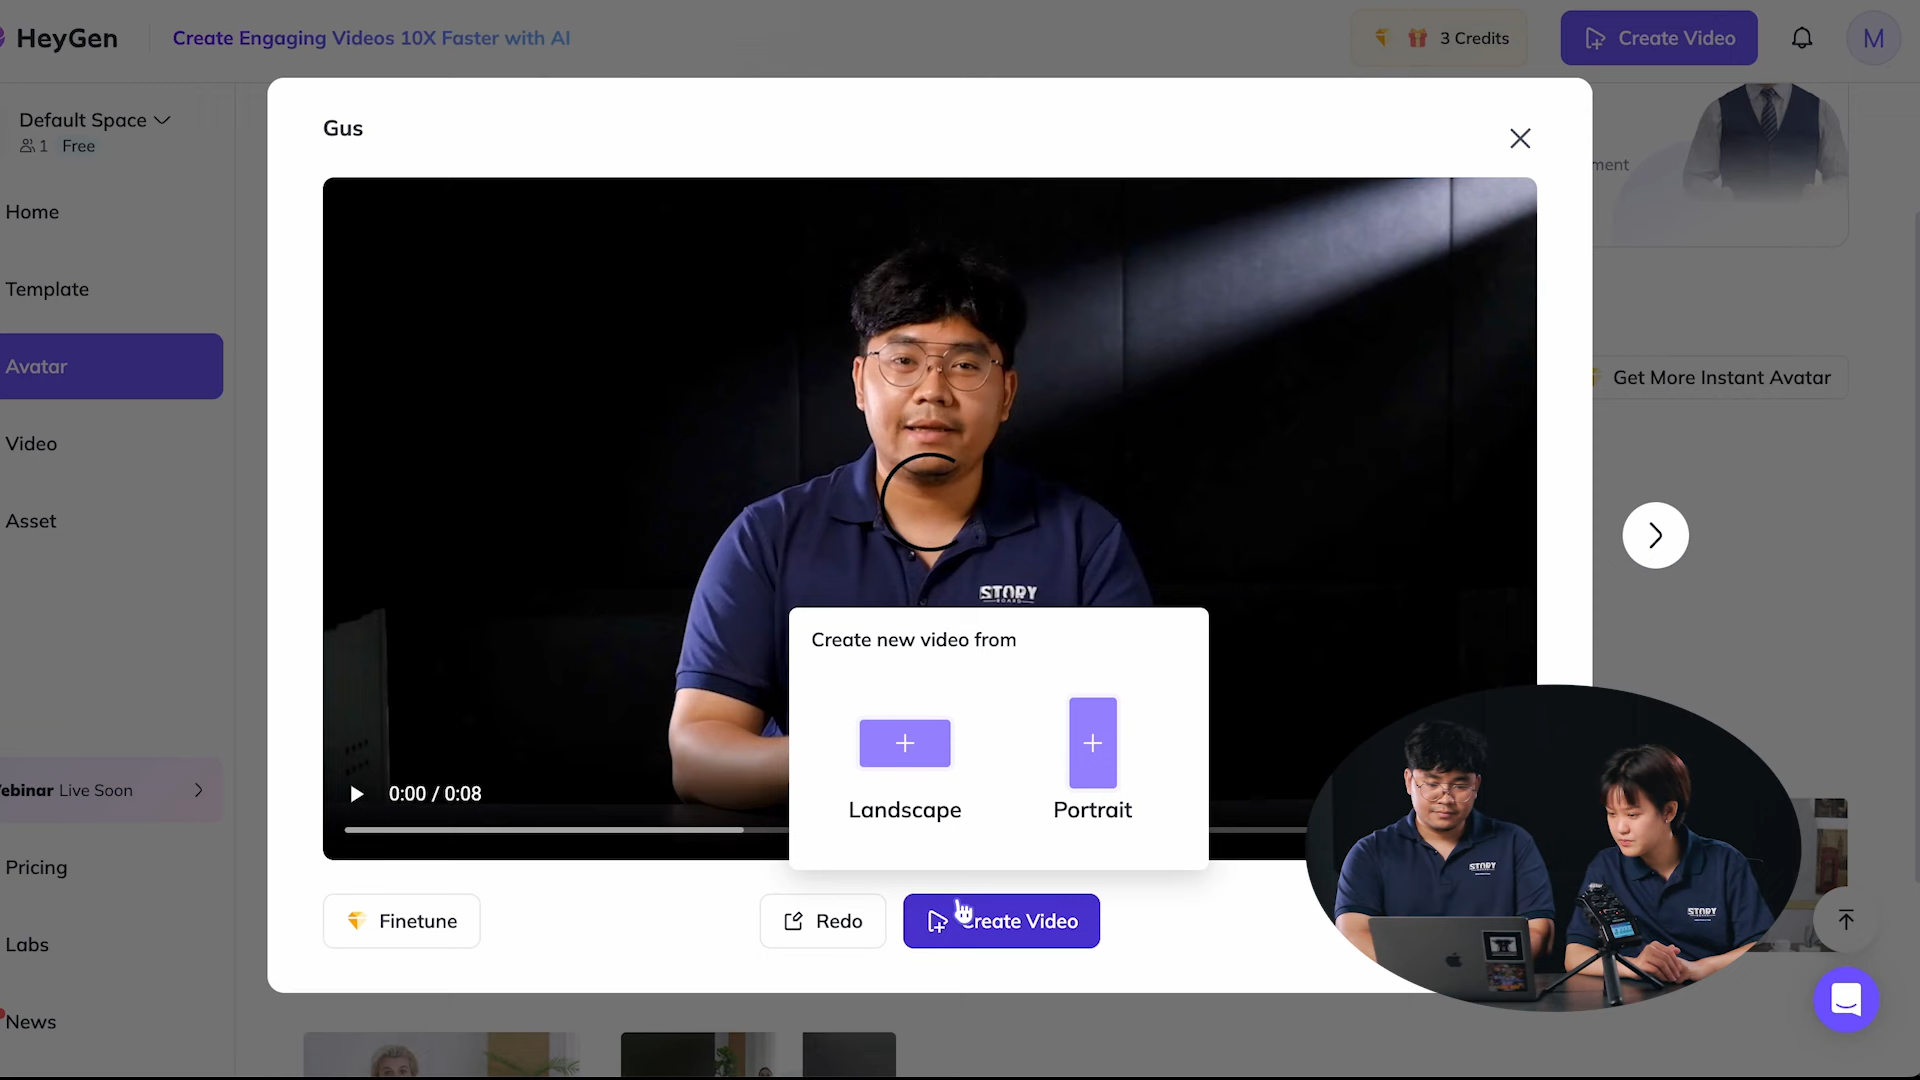 HeyGen
Create Engaging Videos 10X Faster with AI
3 Credits
Create Video
M
Default Space
1 Free
Home
Template
Avatar
Video
Asset
ebinar Live Soon
Pricing
Labs
News
Gus
ment
Get More Instant Avatar
STORY
BOARD
0:00 / 0:08
Create new video from
Landscape
Portrait
Finetune
Redo
Create Video
STORY
STORY